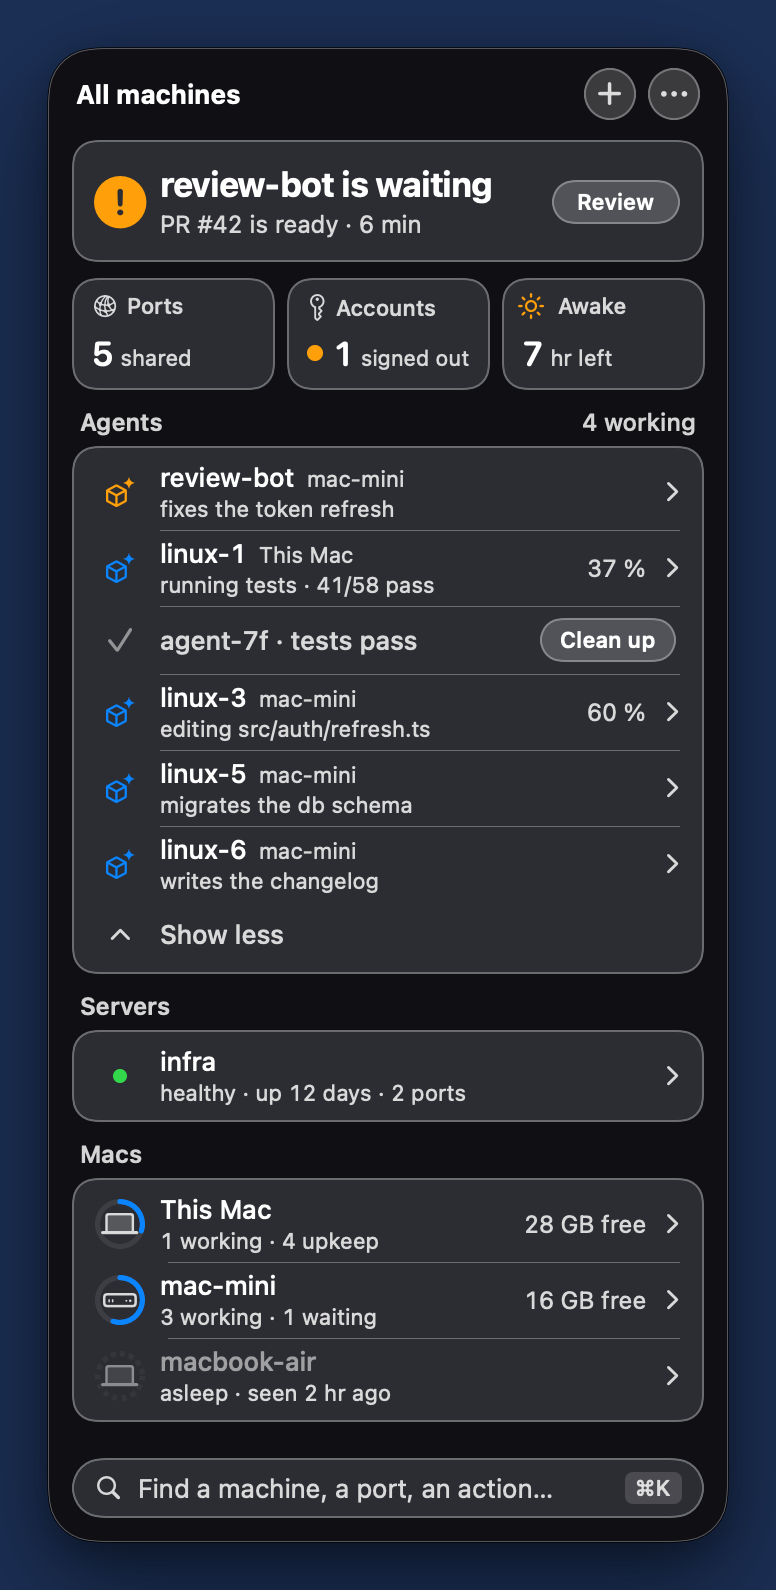 All machines
review-bot is waiting
PR #42 is ready · 6 min
Review
Ports
5 shared
Accounts
1 signed out
Awake
7 hr left
Agents
4 working
review-bot mac-mini
fixes the token refresh
linux-1 This Mac
running tests · 41/58 pass
37 %
agent-7f · tests pass
Clean up
linux-3 mac-mini
editing src/auth/refresh.ts
60 %
linux-5 mac-mini
migrates the db schema
linux-6 mac-mini
writes the changelog
Show less
Servers
infra
healthy · up 12 days · 2 ports
Macs
This Mac
1 working · 4 upkeep
28 GB free
mac-mini
3 working · 1 waiting
16 GB free
macbook-air
asleep · seen 2 hr ago
Find a machine, a port, an action...
⌘K